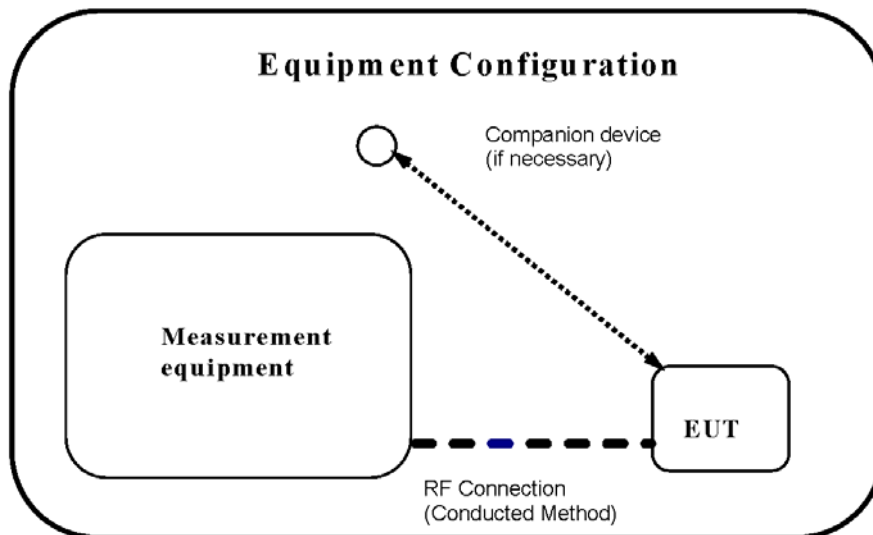 Equipment Configuration
Companion device
(if necessary)
Measurement
equipment
EUT
RF Connection
(Conducted Method)